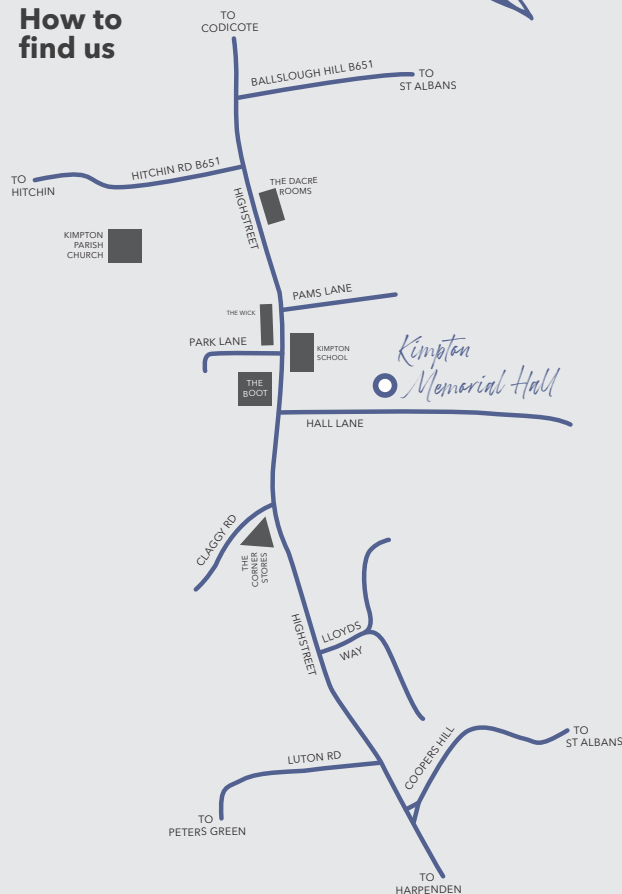 How to
find us
TO
CODICOTE
BALLSLOUGH HILL B651
TO
ST ALBANS
HITCHIN RD B651
TO
HITCHIN
THE DACRE
ROOMS
HIGHSTREET
KIMPTON
PARISH
CHURCH
PAMS LANE
THE WICK
PARK LANE
KIMPTON
SCHOOL
Kimpton
Memorial Hall
THE
BOOT
HALL LANE
CLAGGY RD
THE
CORNER
STORES
HIGHSTREET
LLOYDS
WAY
COOPERS HILL
TO
ST ALBANS
LUTON RD
TO
PETERS GREEN
TO
HARPENDEN